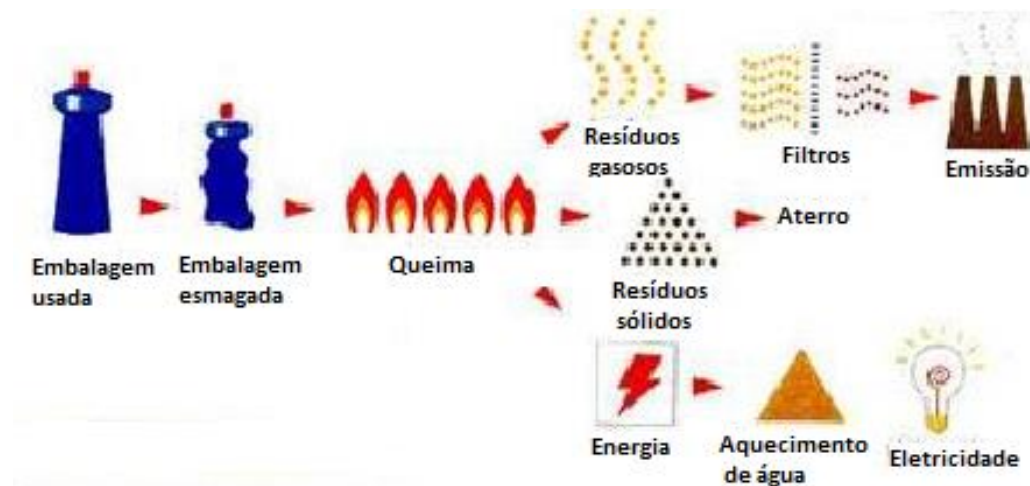 Embalagem
usada
Embalagem
esmagada
Queima
Resíduos
gasosos
Filtros
Emissão
Resíduos
sólidos
Aterro
Energia
Aquecimento
de água
Eletricidade